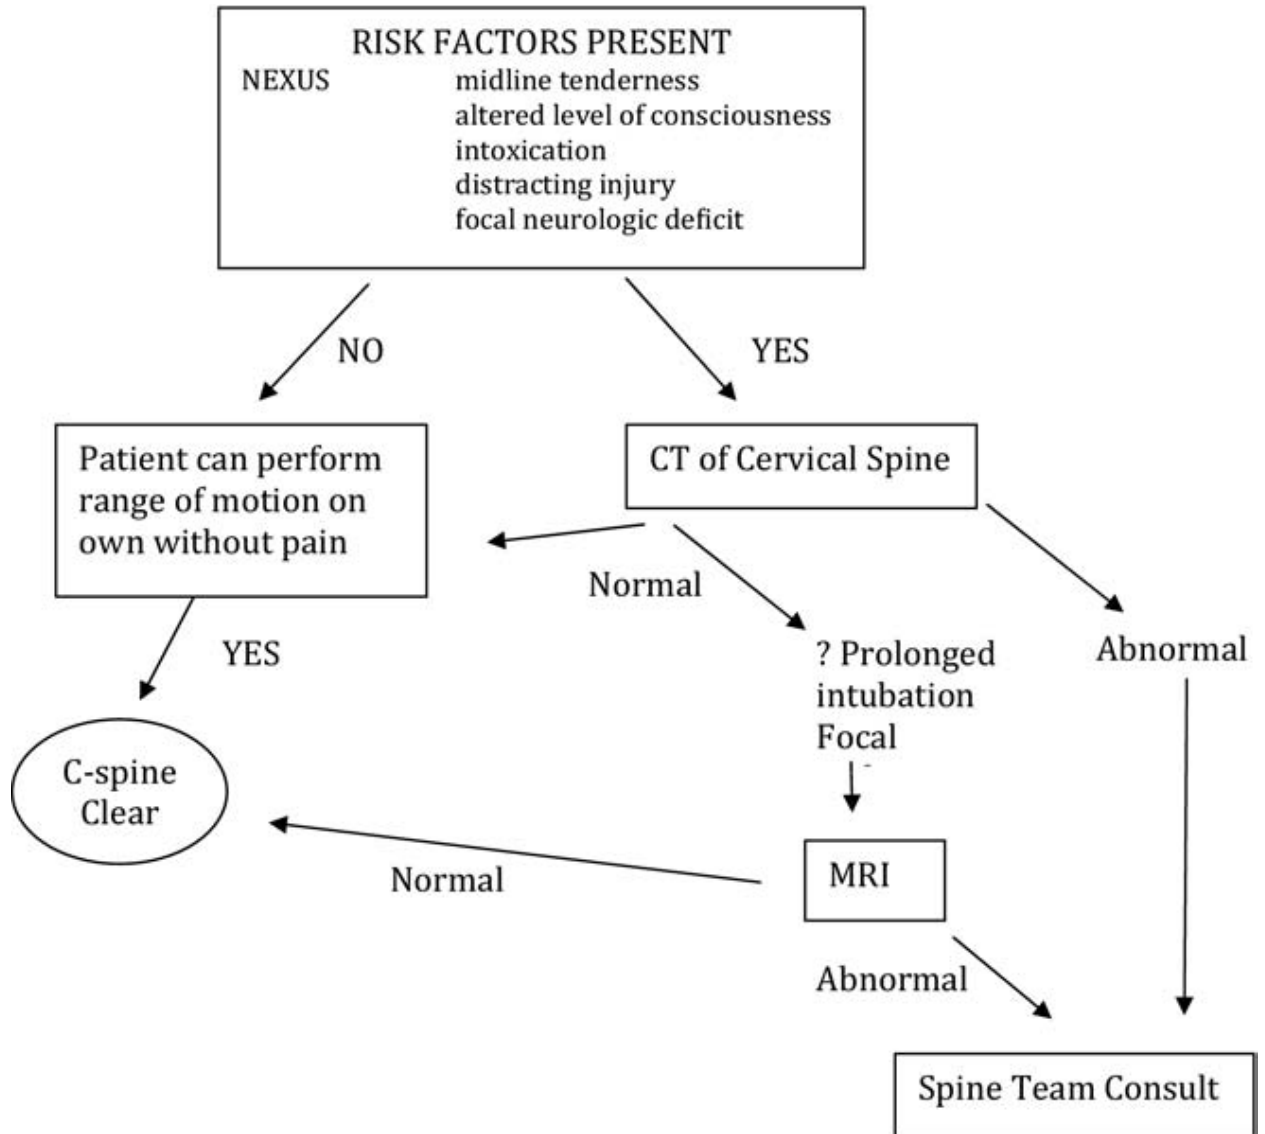 RISK FACTORS PRESENT
NEXUS midline tenderness
altered level of consciousness
intoxication
distracting injury
focal neurologic deficit
NO
YES
Patient can perform
range of motion on
own without pain
CT of Cervical Spine
Normal
YES
? Prolonged
intubation
Focal
Abnormal
C-spine
Clear
Normal
MRI
Abnormal
Spine Team Consult